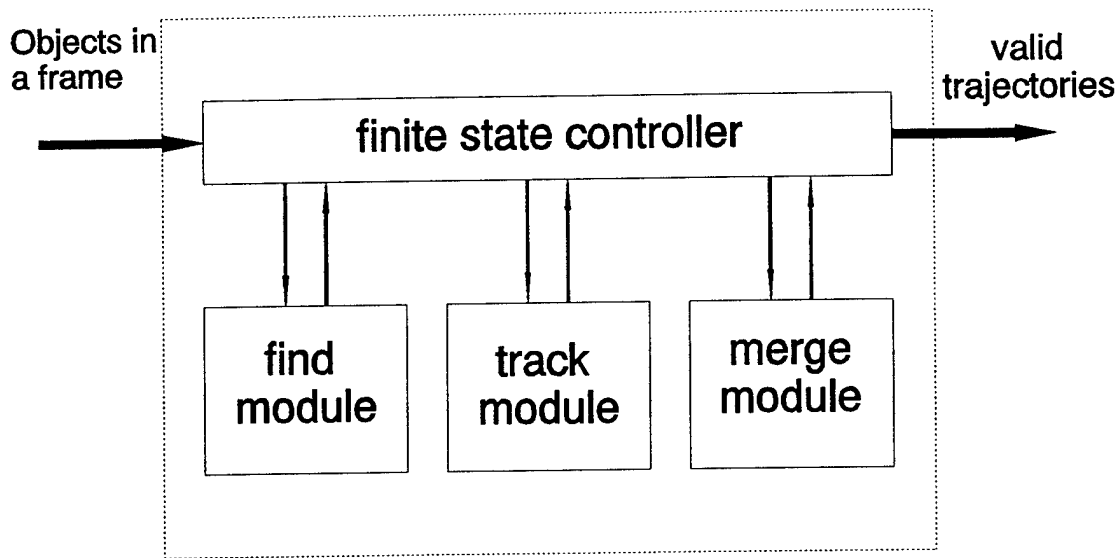 Objects in
a frame
valid
trajectories
finite state controller
find
module
track
module
merge
module